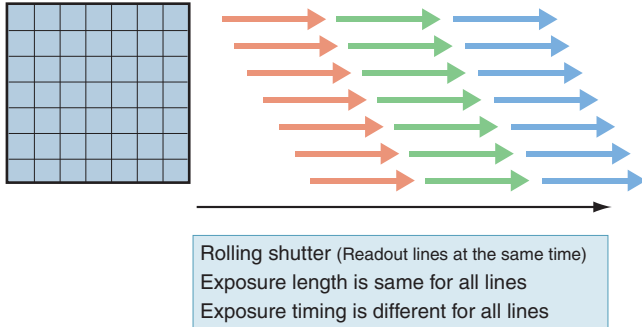 Rolling shutter (Readout lines at the same time)
Exposure length is same for all lines
Exposure timing is different for all lines